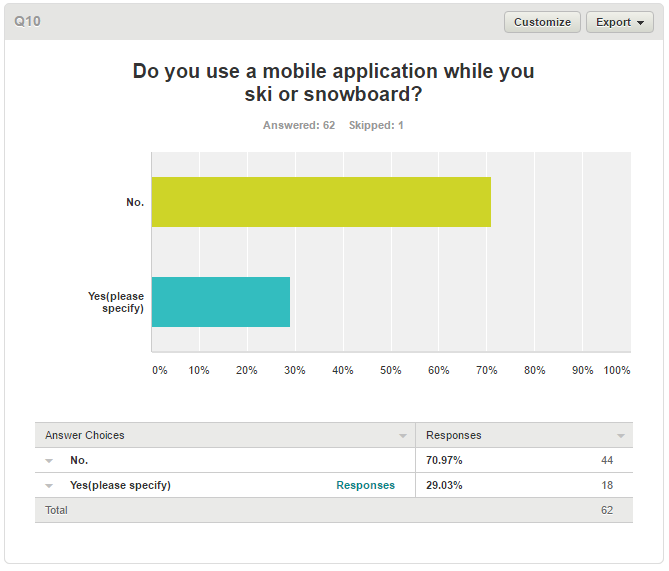 Q10
Customize
Export
Do you use a mobile application while you
ski or snowboard?
Answered: 62 Skipped: 1
No.
Yes(please
specify)
0% 10% 20% 30% 40% 50% 60% 70% 80% 90% 100%
Answer Choices Responses
No. 70.97% 44
Yes(please specify) Responses 29.03% 18
Total 62